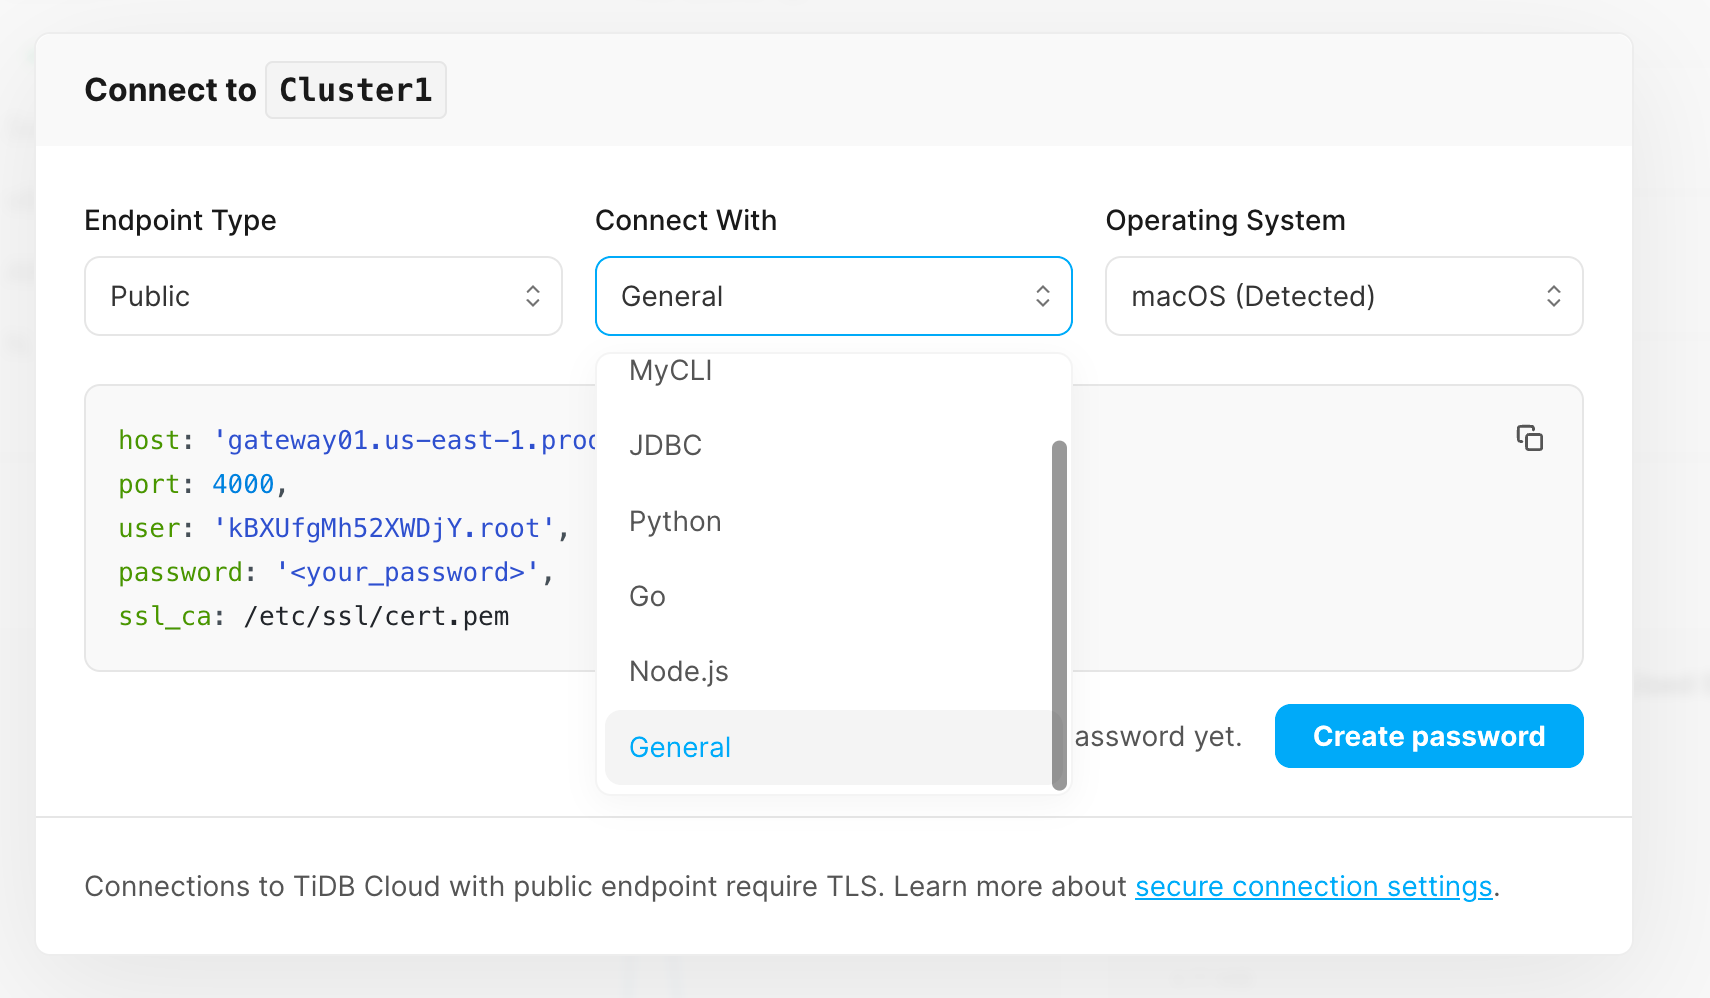 Connect to Cluster1
Endpoint Type
Connect With
Operating System
Public
General
macOS (Detected)
MyCLI
JDBC
Python
Go
Node.js
General
host: 'gateway01.us-east-1.proc
port: 4000,
user: 'kBXUfgMh52XWDjY.root',
password: '<your_password>',
ssl_ca: /etc/ssl/cert.pem
assword yet.
Create password
Connections to TiDB Cloud with public endpoint require TLS. Learn more about secure connection settings.